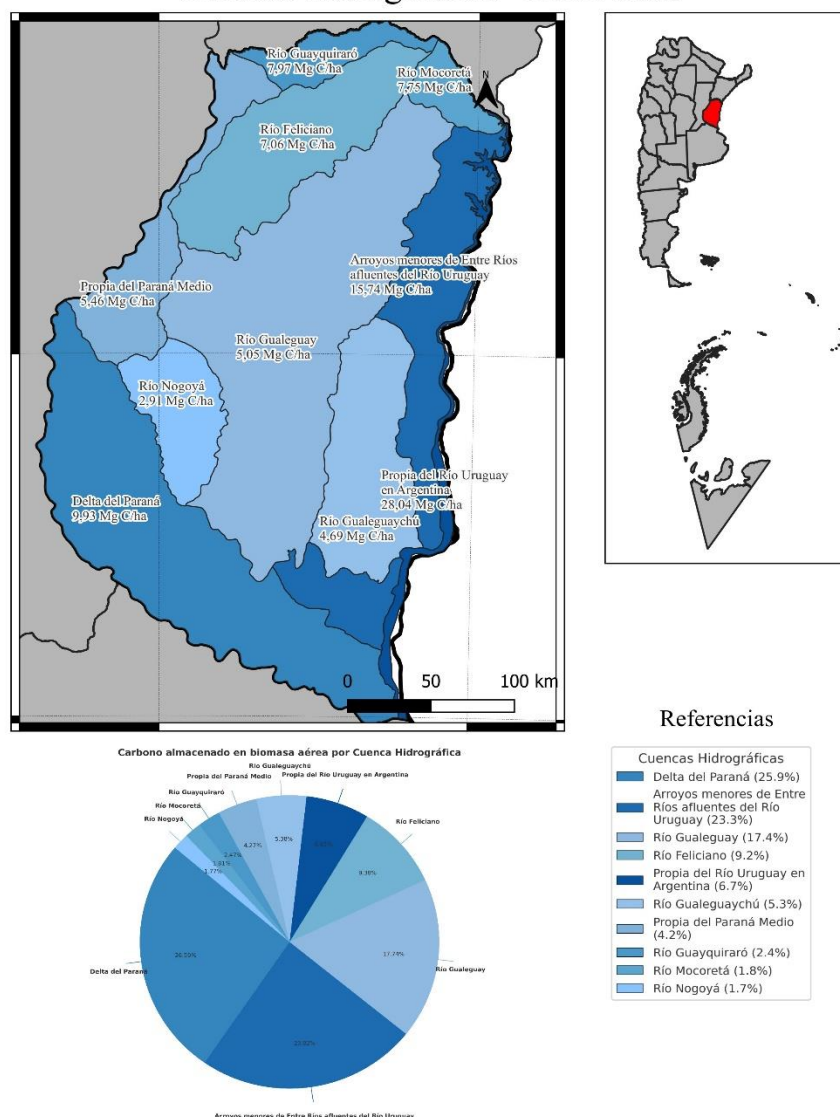 Río Guayquiraró
7,97 Mg C/ha
Río Mocoretá
7,75 Mg C/ha
N
Río Feliciano
7,06 Mg C/ha
Arroyos menores de Entre Ríos
afluentes del Río Uruguay
15,74 Mg C/ha
Propia del Paraná Medio
5,46 Mg C/ha
Río Gualeguay
5,05 Mg C/ha
Río Nogoyá
2,91 Mg C/ha
Propia del Río Uruguay
en Argentina
28,04 Mg C/ha
Delta del Paraná
9,93 Mg C/ha
Río Gualeguaychú
4,69 Mg C/ha
0 50 100 km
Referencias
Cuencas Hidrográficas
Delta del Paraná (25.9%)
Arroyos menores de Entre
Ríos afluentes del Río
Uruguay (23.3%)
Río Gualeguay (17.4%)
Río Feliciano (9.2%)
Propia del Río Uruguay en
Argentina (6.7%)
Río Gualeguaychú (5.3%)
Propia del Paraná Medio
(4.2%)
Río Guayquiraró (2.4%)
Río Mocoretá (1.8%)
Río Nogoyá (1.7%)
Carbono almacenado en biomasa aérea por Cuenca Hidrográfica
Río Gualeguaychú
Propia del Paraná Medio
Propia del Río Uruguay en Argentina
Río Guayquiraró
Río Mocoretá
Río Nogoyá
Río Feliciano
5.38%
4.27%
2.47%
1.81%
1.77%
9.38%
17.74%
Río Gualeguay
Delta del Paraná
Arroyos menores de Entre Ríos afluentes del Río Uruguay